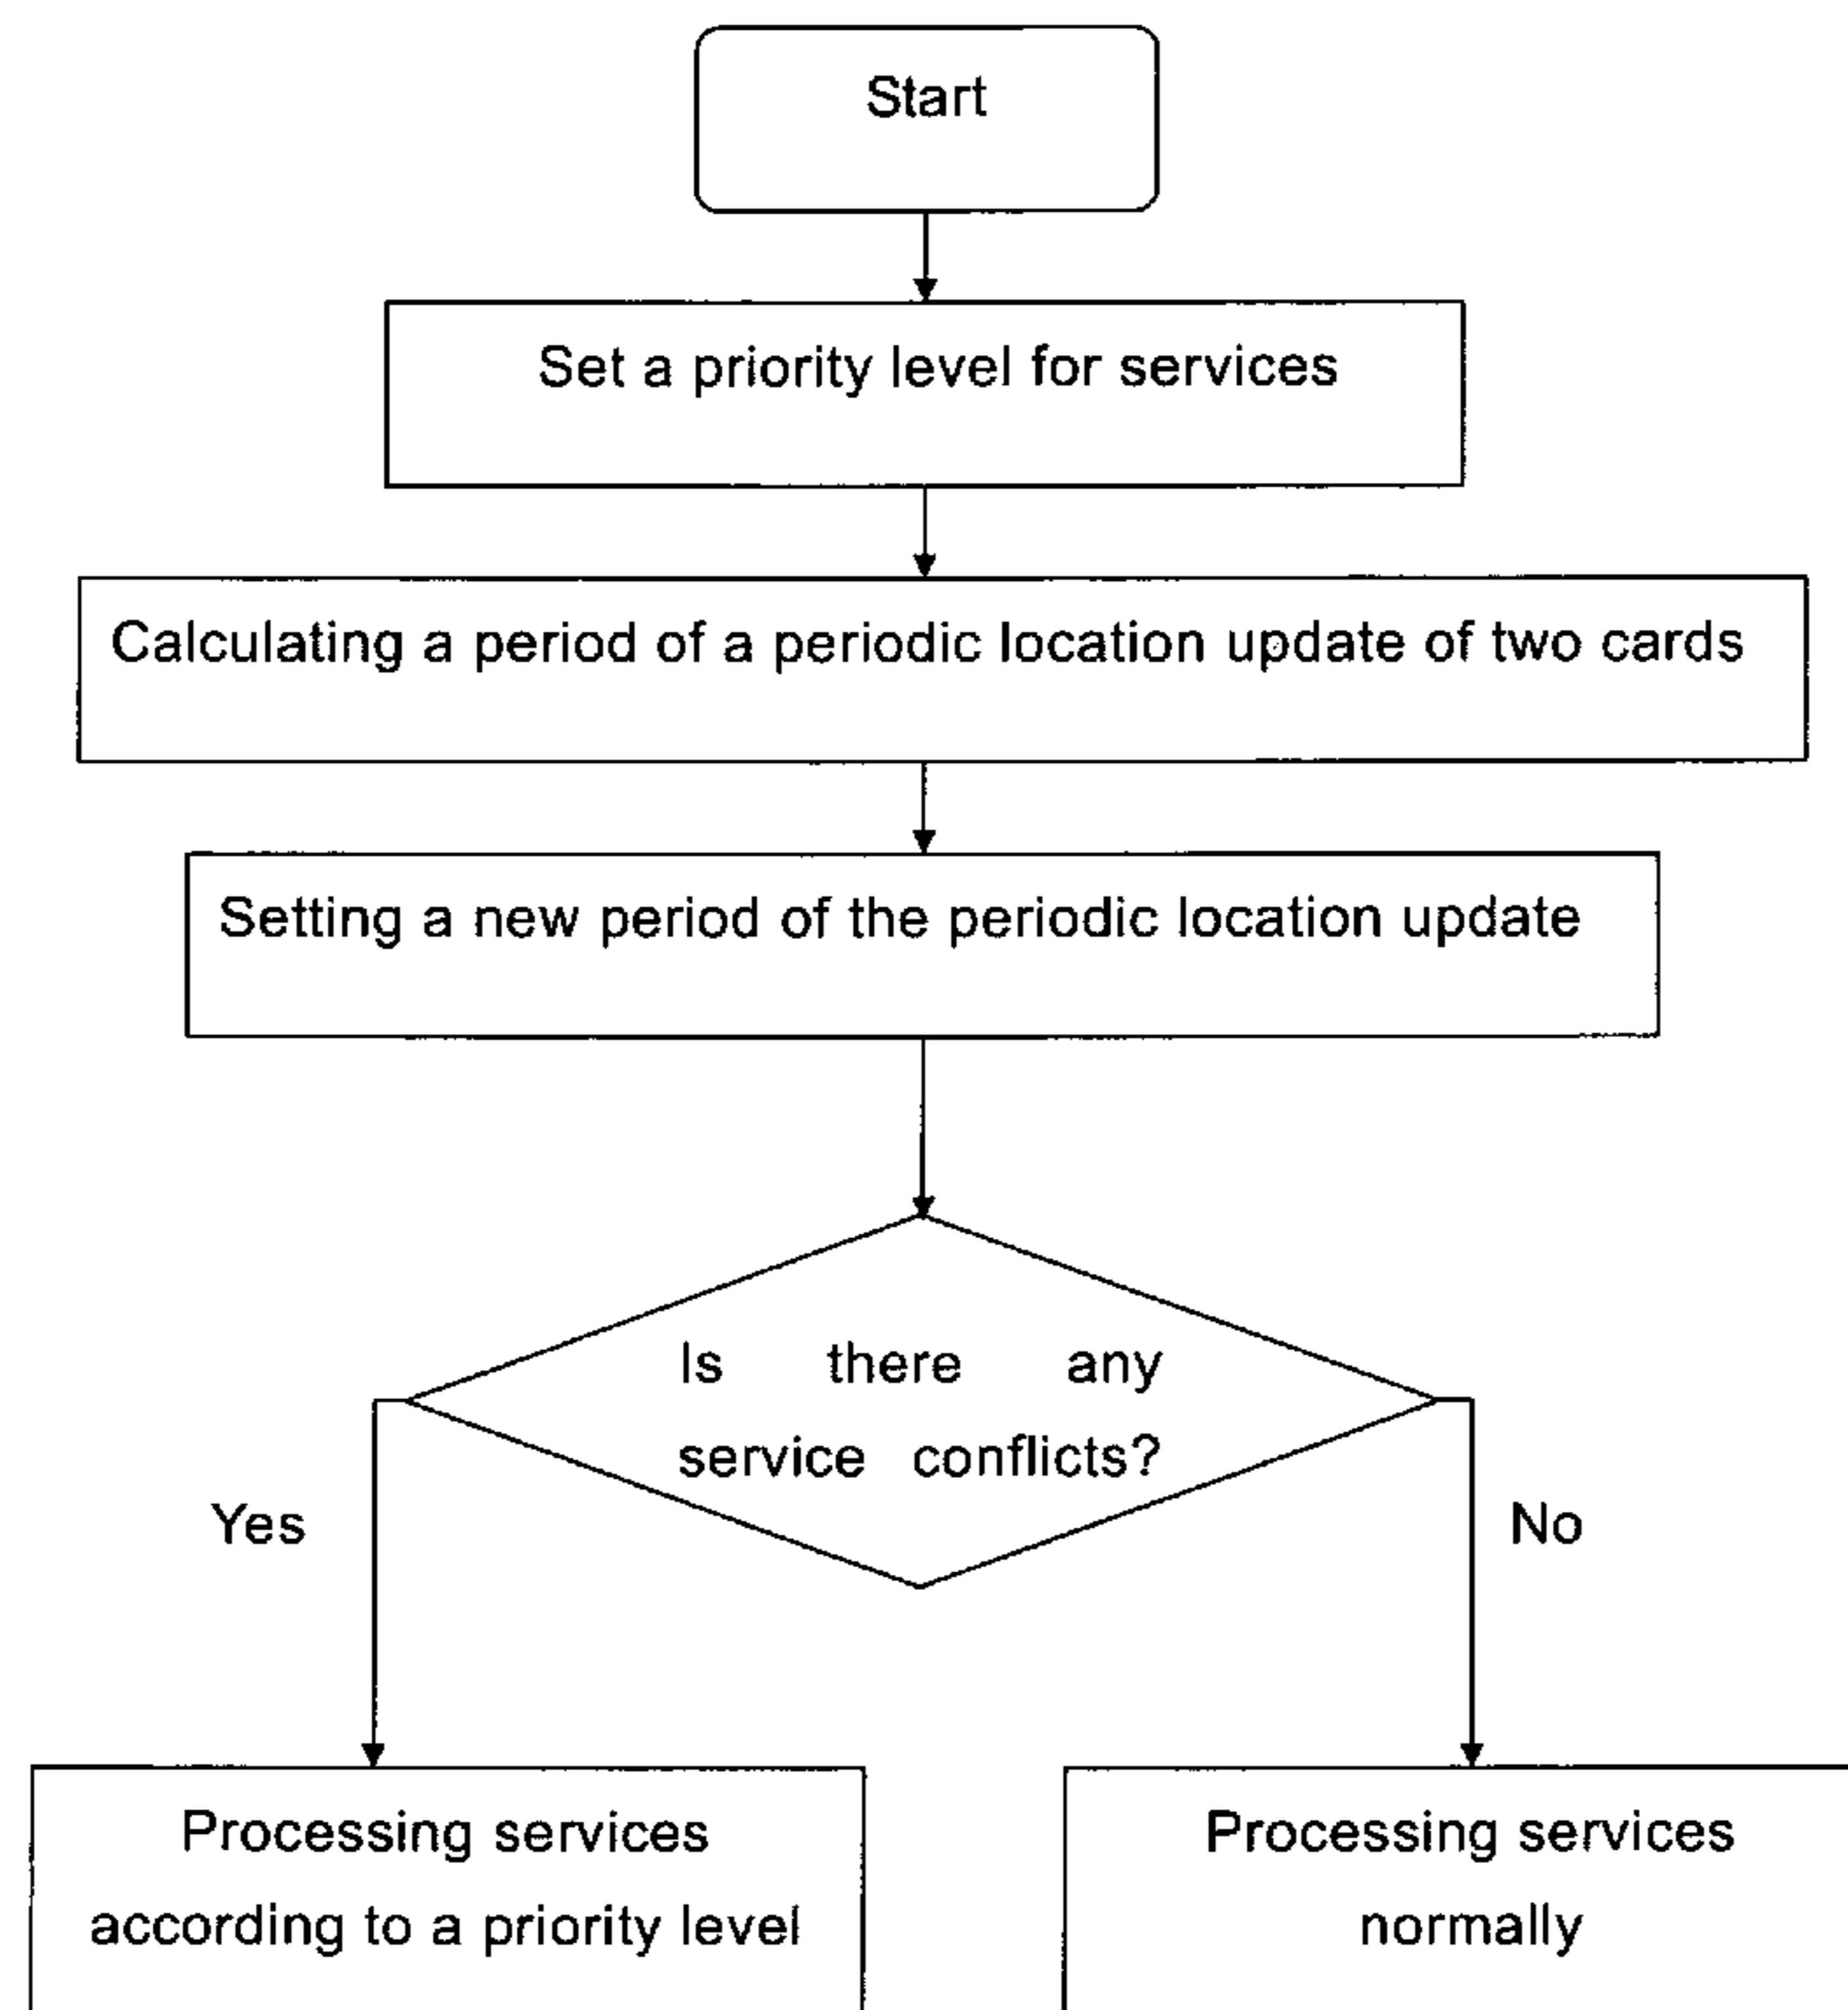 Start
Set a priority level for services
Calculating a period of a periodic location update of two cards
Setting a new period of the periodic location update
Is there any
service conflicts?
Yes
No
Processing services
according to a priority level
Processing services
normally